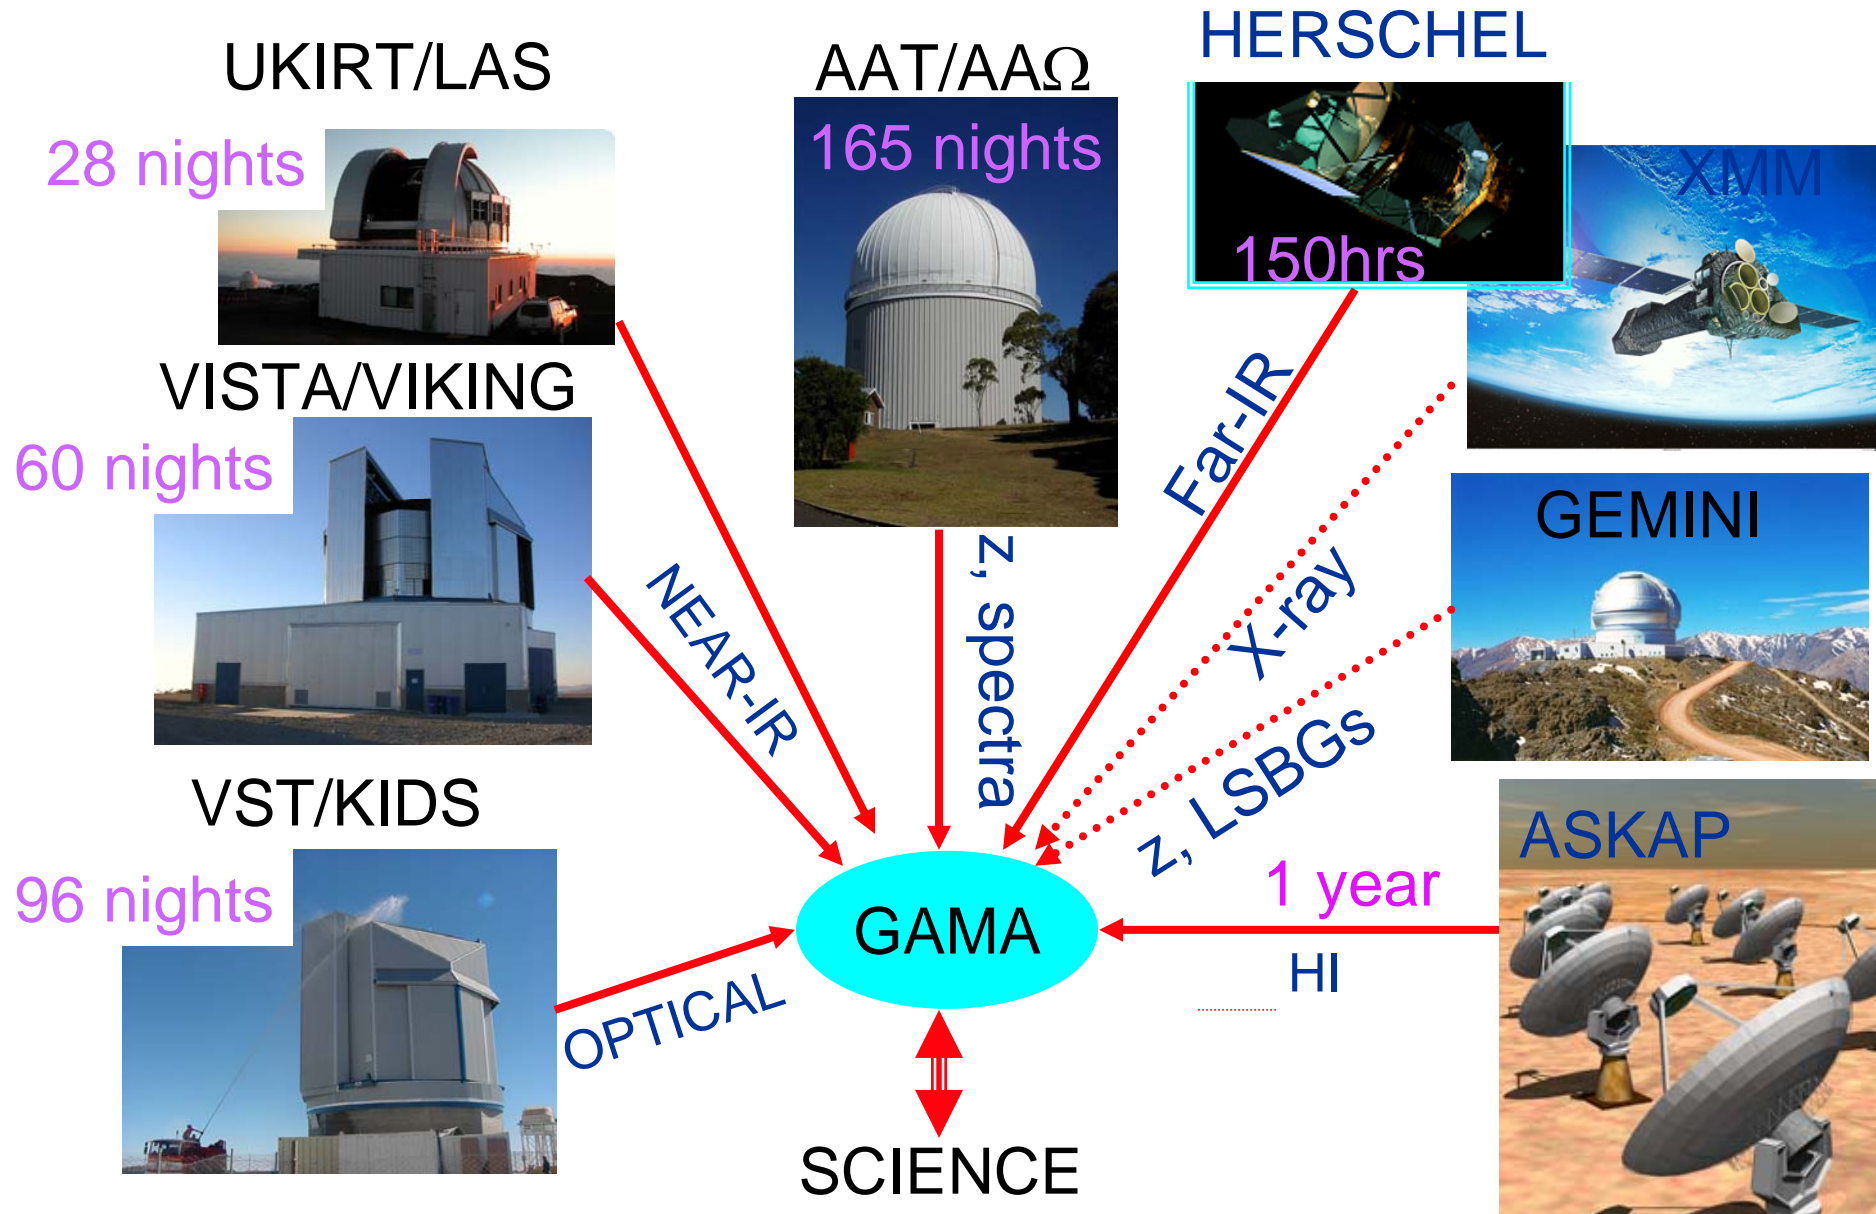 UKIRT/LAS
28 nights
VISTA/VIKING
60 nights
VST/KIDS
96 nights
AAT/AAΩ
165 nights
HERSCHEL
150hrs
XMM
GEMINI
ASKAP
1 year
HI
NEAR-IR
OPTICAL
z, spectra
Far-IR
X-ray
z, LSBGs
GAMA
SCIENCE